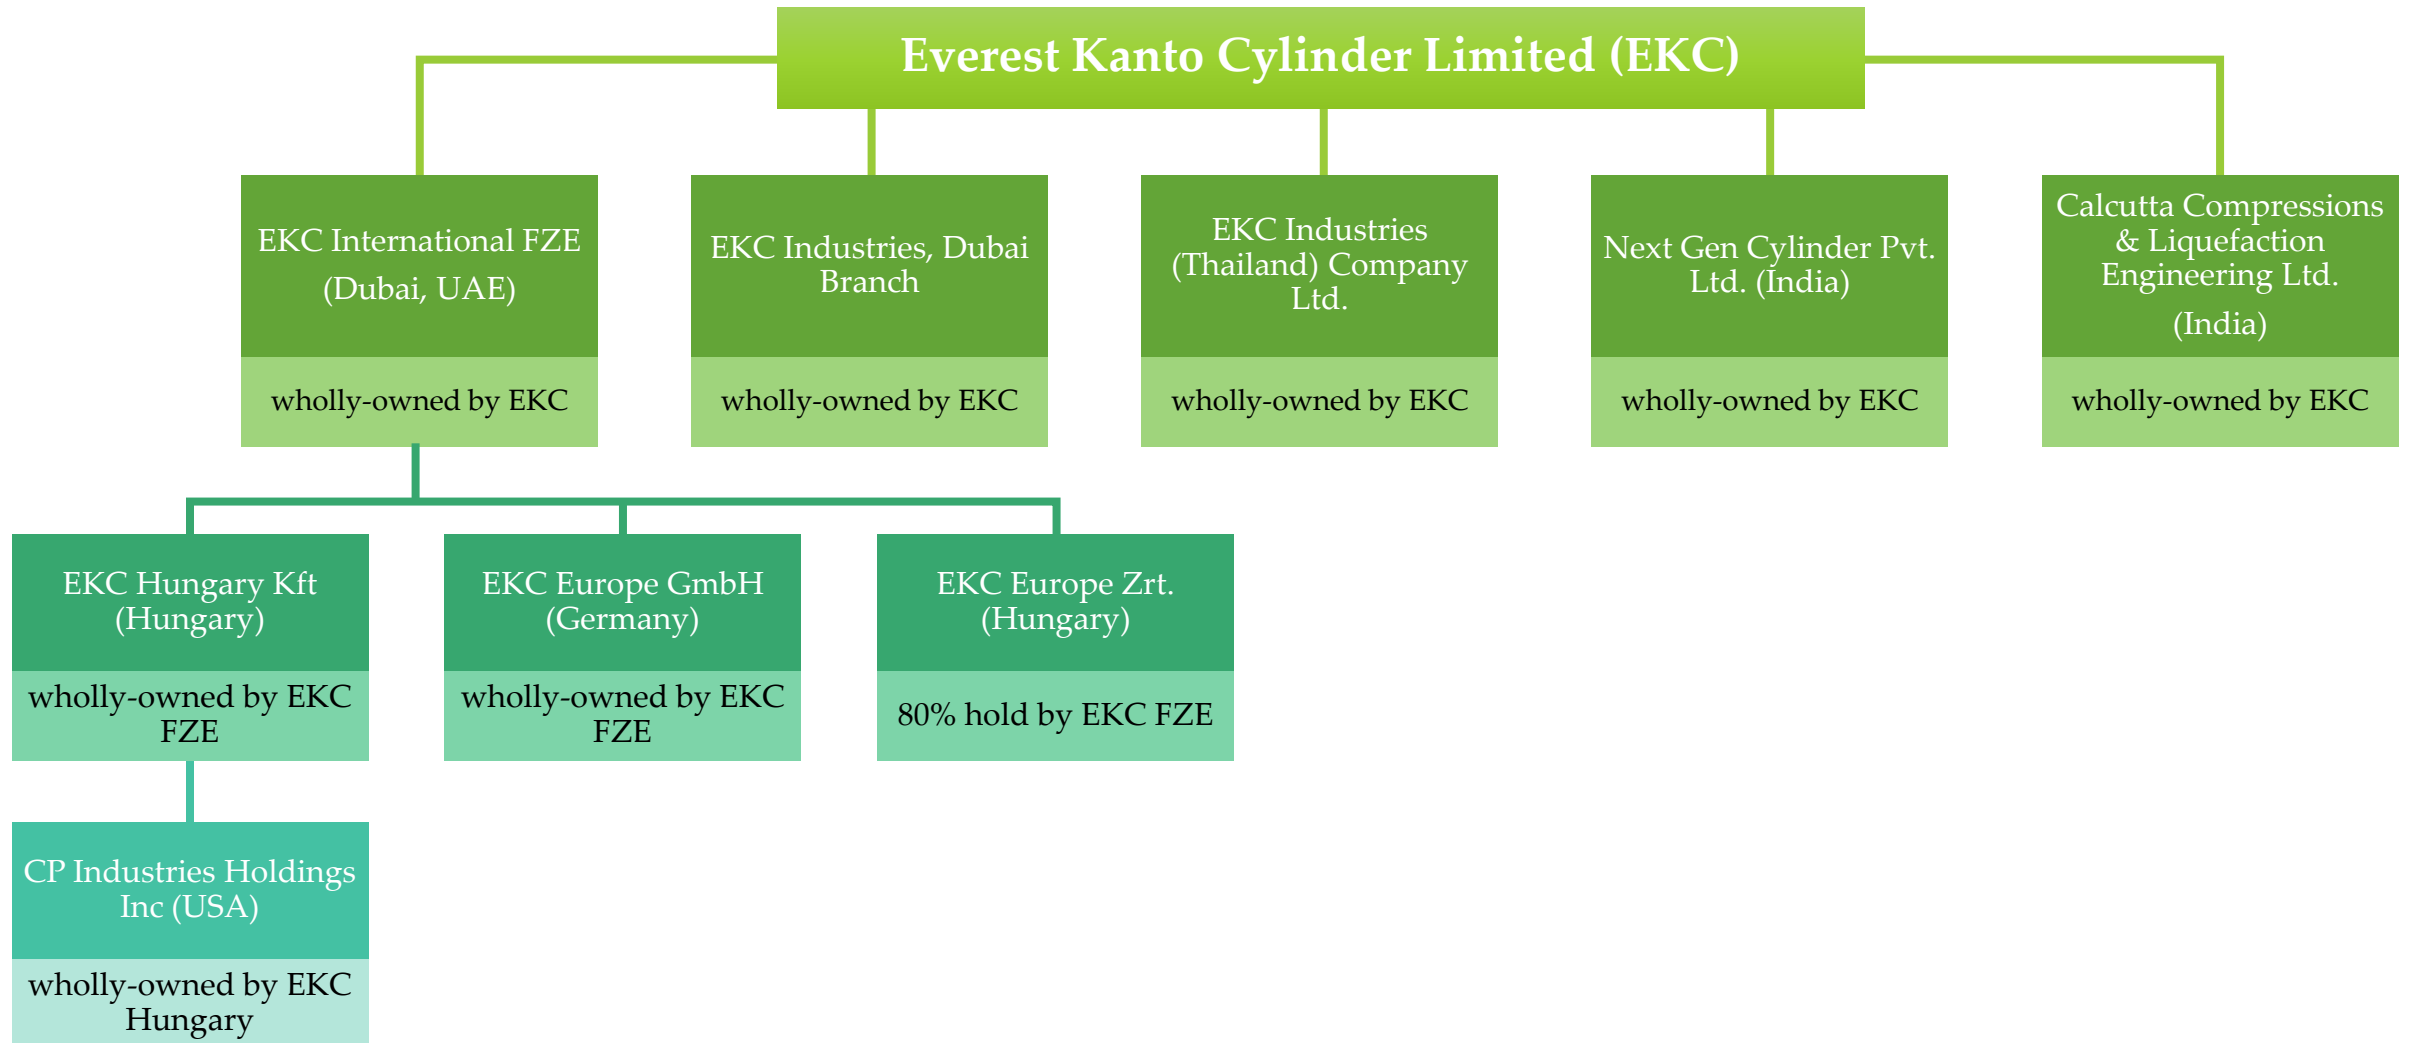 Everest Kanto Cylinder Limited (EKC)
EKC International FZE
(Dubai, UAE)
wholly-owned by EKC
EKC Industries, Dubai
Branch
wholly-owned by EKC
EKC Industries
(Thailand) Company
Ltd.
wholly-owned by EKC
Next Gen Cylinder Pvt.
Ltd. (India)
wholly-owned by EKC
Calcutta Compressions
& Liquefaction
Engineering Ltd.
(India)
wholly-owned by EKC
EKC Hungary Kft
(Hungary)
wholly-owned by EKC
FZE
EKC Europe GmbH
(Germany)
wholly-owned by EKC
FZE
EKC Europe Zrt.
(Hungary)
80% hold by EKC FZE
CP Industries Holdings
Inc (USA)
wholly-owned by EKC
Hungary